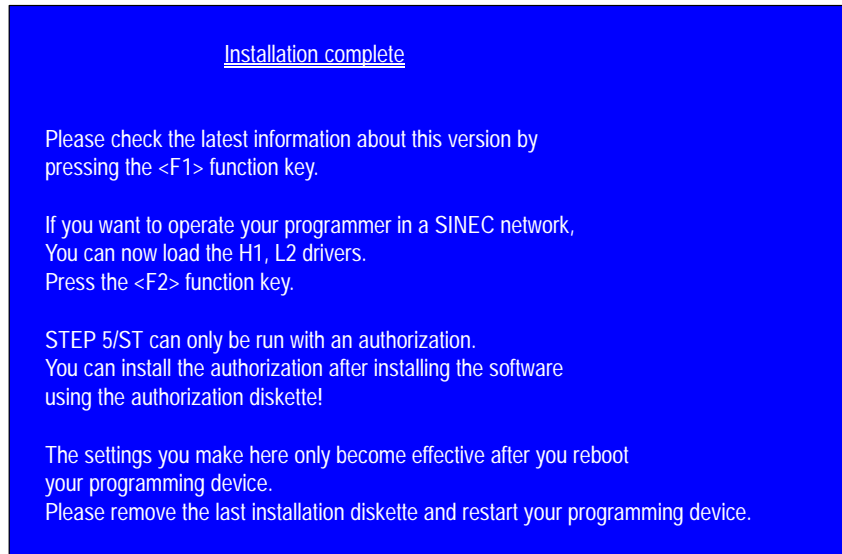 Installation complete
Please check the latest information about this version by
pressing the <F1> function key.
If you want to operate your programmer in a SINEC network,
You can now load the H1, L2 drivers.
Press the <F2> function key.
STEP 5/ST can only be run with an authorization.
You can install the authorization after installing the software
using the authorization diskette!
The settings you make here only become effective after you reboot
your programming device.
Please remove the last installation diskette and restart your programming device.